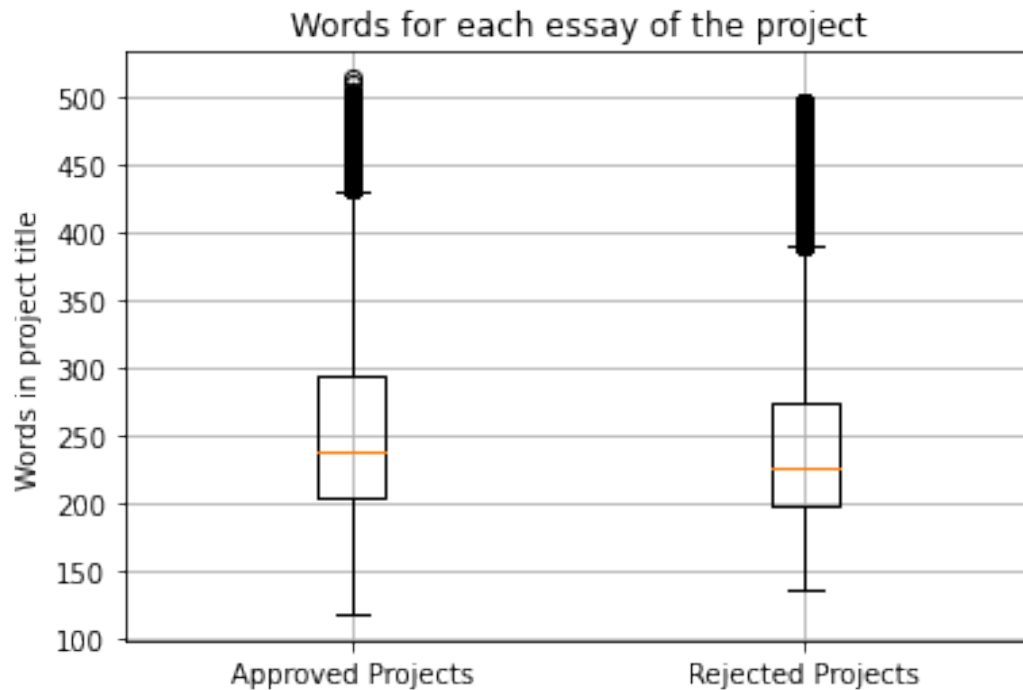 Words for each essay of the project
Words in project title
500
450
400
350
300
250
200
150
100
Approved Projects
Rejected Projects